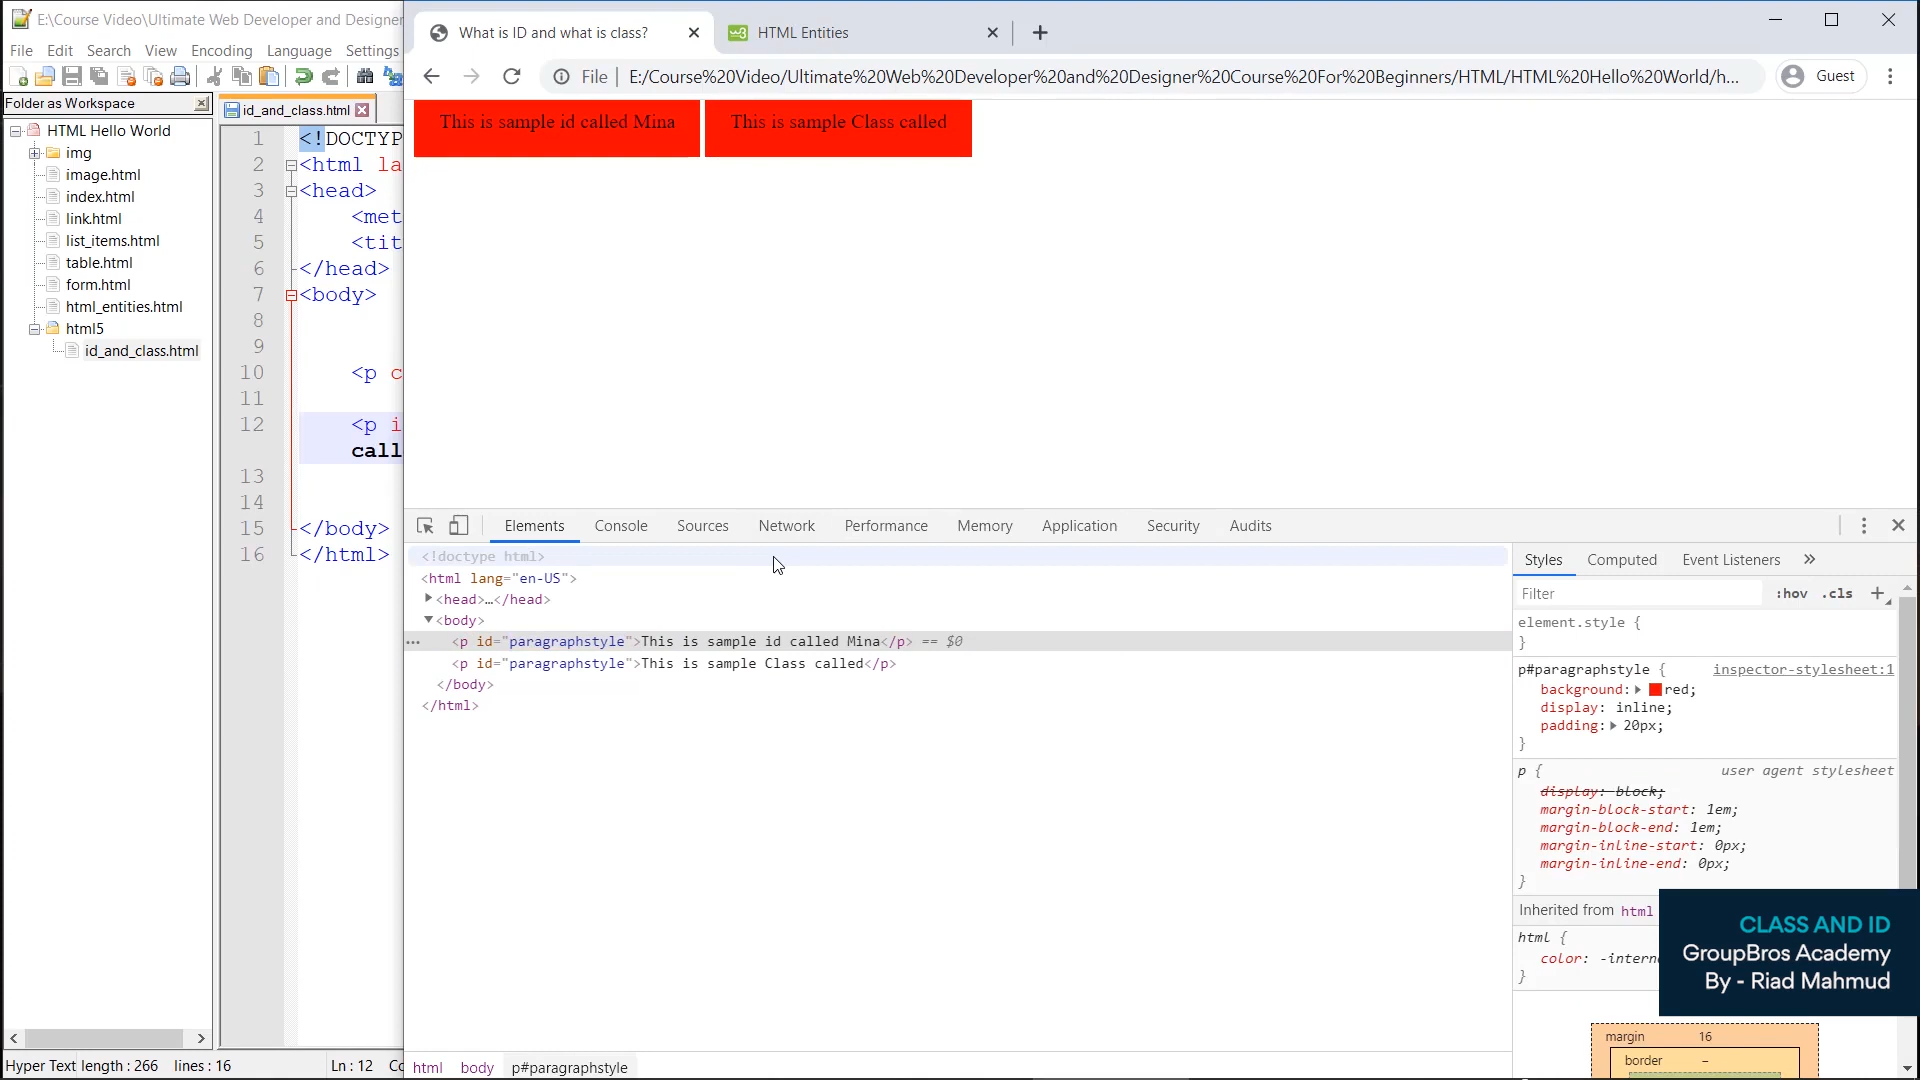 E:\Course Video\Ultimate Web Developer and Designer
File Edit Search View Encoding Language Settings
Folder as Workspace
HTML Hello World
img
image.html
index.html
link.html
list_items.html
table.html
form.html
html_entities.html
html5
id_and_class.html
id_and_class.html
1 <!DOCTYP
2 <html la
3 <head>
4 <met
5 <tit
6 </head>
7 <body>
8
9
10 <p c
11
12 <p i
call
13
14
15 </body>
16 </html>
Hyper Text length : 266 lines : 16 Ln : 12
What is ID and what is class?
HTML Entities
File E:/Course%20Video/Ultimate%20Web%20Developer%20and%20Designer%20Course%20For%20Beginners/HTML/HTML%20Hello%20World/h...
Guest
This is sample id called Mina
This is sample Class called
Elements Console Sources Network Performance Memory Application Security Audits
<!doctype html>
<html lang="en-US">
<head>…</head>
<body>
<p id="paragraphstyle">This is sample id called Mina</p> == $0
<p id="paragraphstyle">This is sample Class called</p>
</body>
</html>
html body p#paragraphstyle
Styles Computed Event Listeners »
Filter :hov .cls +
element.style {
}
p#paragraphstyle { inspector-stylesheet:1
background: red;
display: inline;
padding: 20px;
}
p { user agent stylesheet
display: block;
margin-block-start: 1em;
margin-block-end: 1em;
margin-inline-start: 0px;
margin-inline-end: 0px;
}
Inherited from html
html {
color: -intern
}
margin 16
border –
CLASS AND ID
GroupBros Academy
By - Riad Mahmud